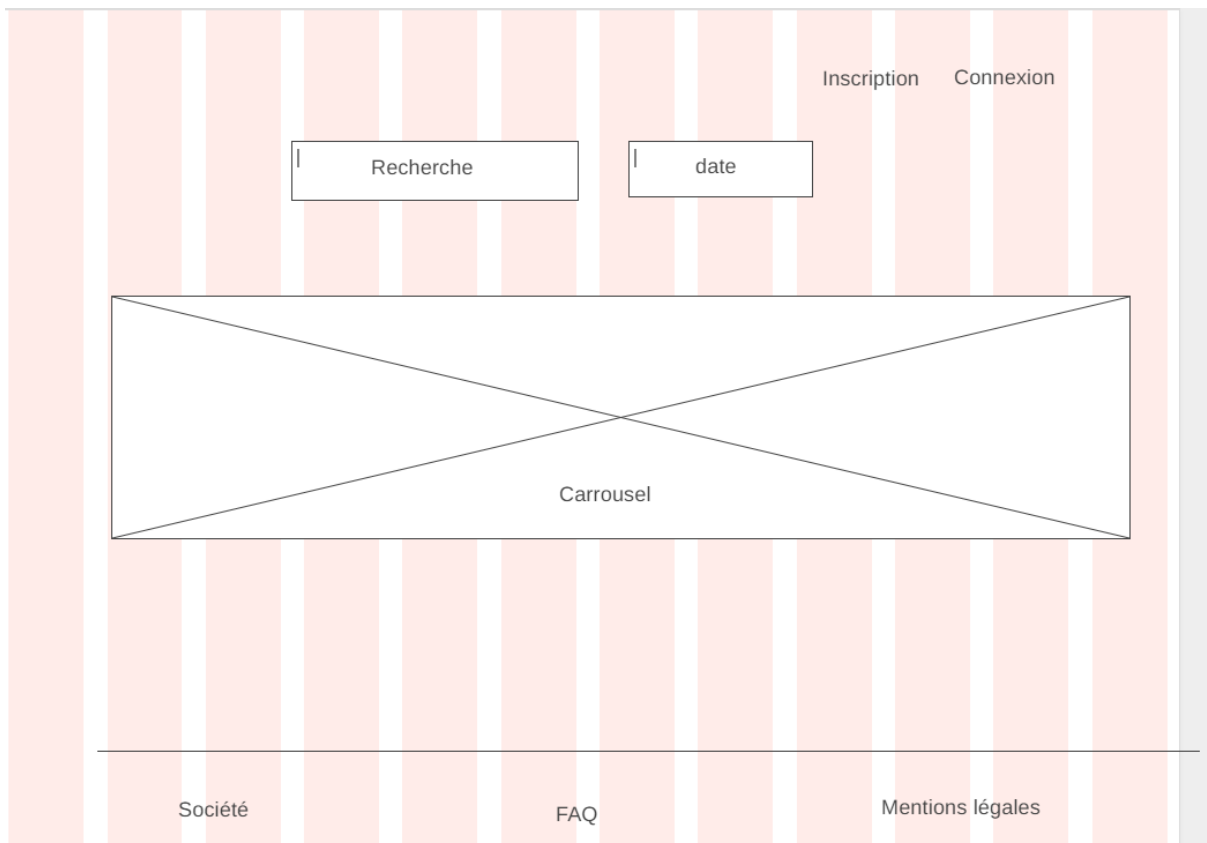 Inscription Connexion
Recherche date
Carrousel
Société FAQ Mentions légales